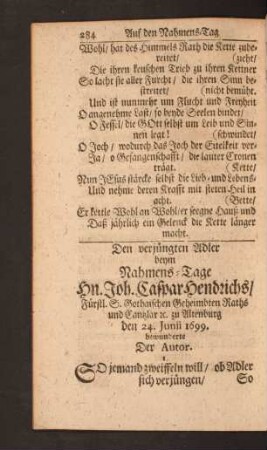 284 Auf den Nahmens-Tag
Wohl/ hat des Himmels Rath die Kette zube-
reitet/ (zieht/
Die ihren keuschen Trieb zu ihren Kettner
So lacht sie aller Furcht/ die ihren Sinn be-
streitet/ (nicht bemüht.
Und ist nunmehr um Flucht und Freyheit
O angenehme Last/ so beyde Seelen bindet/
O Fessel/ die GOtt selbst um Leib und Sin-
nen legt! (schwindet/
O Joch/ wodurch das Joch der Eitelkeit ver-
Ja/ o Gefangenschafft/ die lauter Cronen
trägt. (Kette/
Nun JEsus stärcke selbst die Lieb- und Lebens-
Und nehme deren Krafft mit steten Heil in
acht. (Bette/
Er köttle Wohl an Wohl/ er seegne Hauß und
Daß jährlich ein Gelenck die Kette länger
macht.
Den verjüngten Adler
beym
Nahmens-Tage
Hn. Joh. Caspar Hendrichs/
Fürstl. S. Gothaischen Geheimbten Raths
und Cantzlar ꝛc. zu Altenburg
den 24. Junii 1699.
bewunderte
Der Autor.
1.
SO jemand zweiffeln will/ ob Adler
sich verjüngen/ So